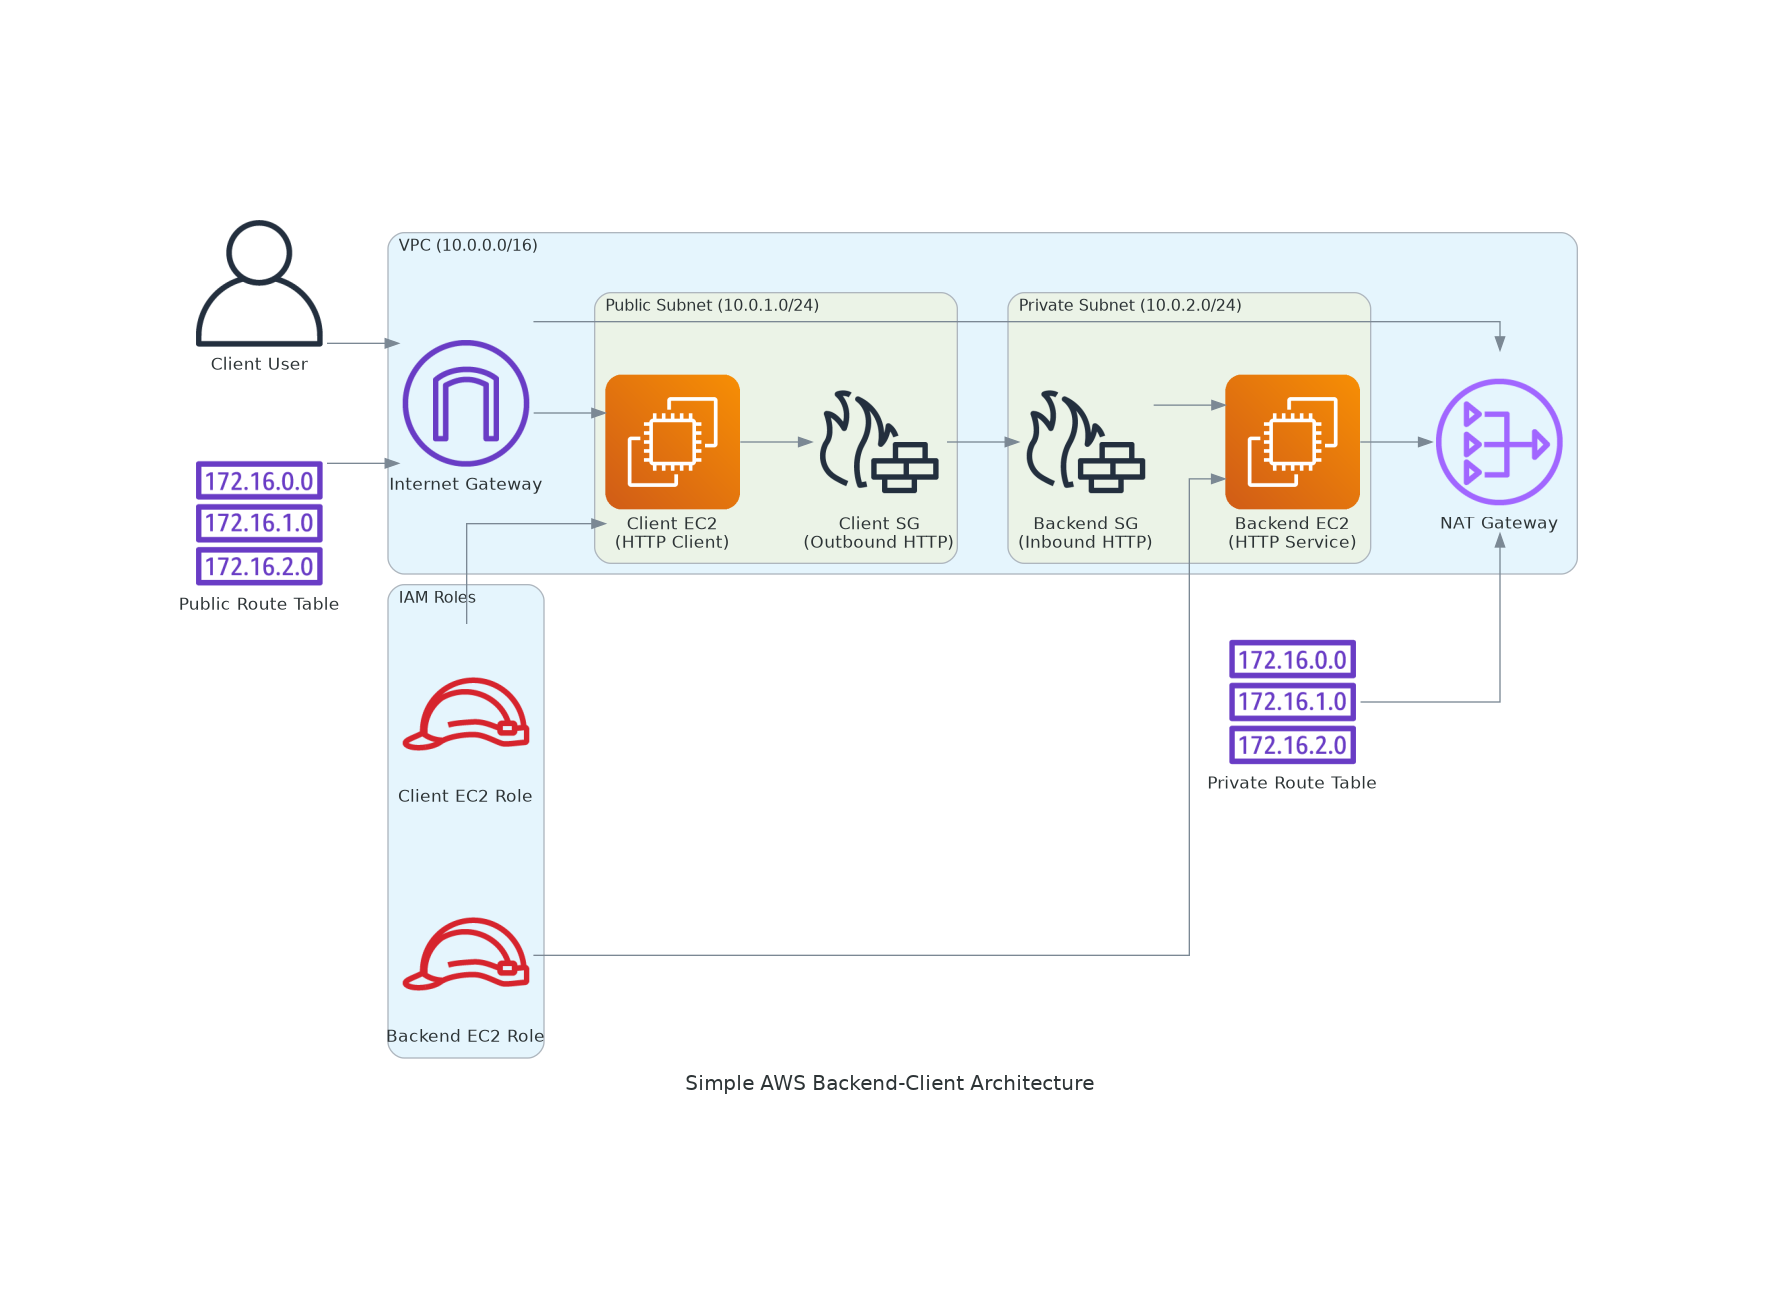 VPC (10.0.0.0/16)
Public Subnet (10.0.1.0/24)
Private Subnet (10.0.2.0/24)
Client User
Internet Gateway
Client EC2
(HTTP Client)
Client SG
(Outbound HTTP)
Backend SG
(Inbound HTTP)
Backend EC2
(HTTP Service)
NAT Gateway
172.16.0.0
172.16.1.0
172.16.2.0
Public Route Table
IAM Roles
Client EC2 Role
172.16.0.0
172.16.1.0
172.16.2.0
Private Route Table
Backend EC2 Role
Simple AWS Backend-Client Architecture